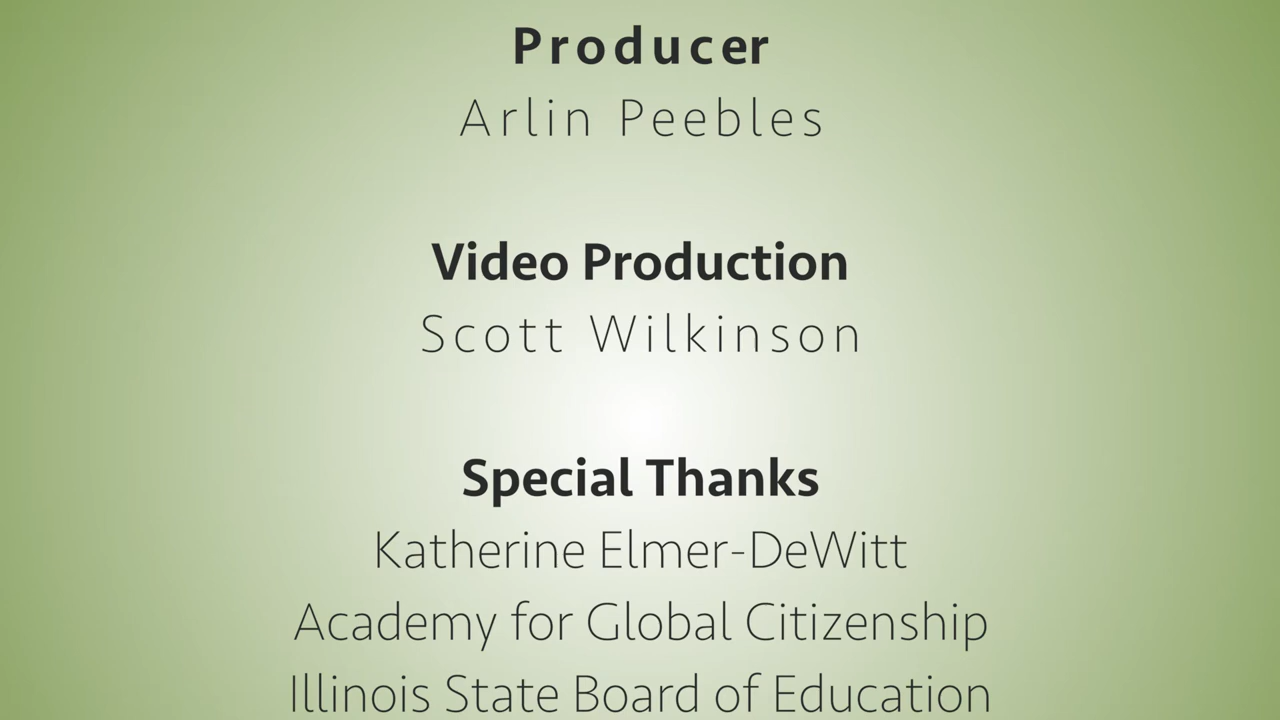 Producer
Arlin Peebles
Video Production
Scott Wilkinson
Special Thanks
Katherine Elmer-DeWitt
Academy for Global Citizenship
Illinois State Board of Education